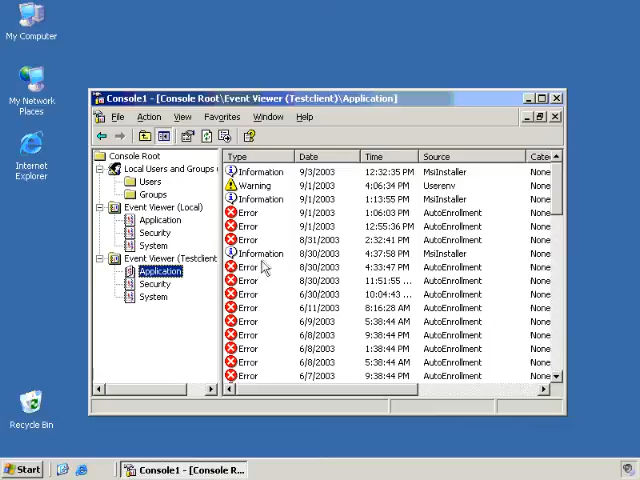 My Computer
My Network
Places
Internet
Explorer
Recycle Bin
Console1 - [Console Root\Event Viewer (Testclient)\Application]
File Action View Favorites Window Help
Console Root
Local Users and Groups (
Users
Groups
Event Viewer (Local)
Application
Security
System
Event Viewer (Testclient
Application
Security
System
Type Date Time Source Cate
Information 9/3/2003 12:32:35 PM MsiInstaller None
Warning 9/1/2003 4:06:34 PM Userenv None
Information 9/1/2003 1:13:55 PM MsiInstaller None
Error 9/1/2003 1:06:03 PM AutoEnrollment None
Error 9/1/2003 12:55:36 PM AutoEnrollment None
Error 8/31/2003 2:32:41 PM AutoEnrollment None
Information 8/30/2003 4:37:58 PM MsiInstaller None
Error 8/30/2003 4:33:47 PM AutoEnrollment None
Error 8/30/2003 11:51:55 ... AutoEnrollment None
Error 8/30/2003 10:04:43 ... AutoEnrollment None
Error 6/11/2003 8:16:28 AM AutoEnrollment None
Error 6/9/2003 5:38:44 AM AutoEnrollment None
Error 6/8/2003 9:38:44 PM AutoEnrollment None
Error 6/8/2003 1:38:44 PM AutoEnrollment None
Error 6/8/2003 5:38:44 AM AutoEnrollment None
Error 6/7/2003 9:38:44 PM AutoEnrollment None
Start
Console1 - [Console R...